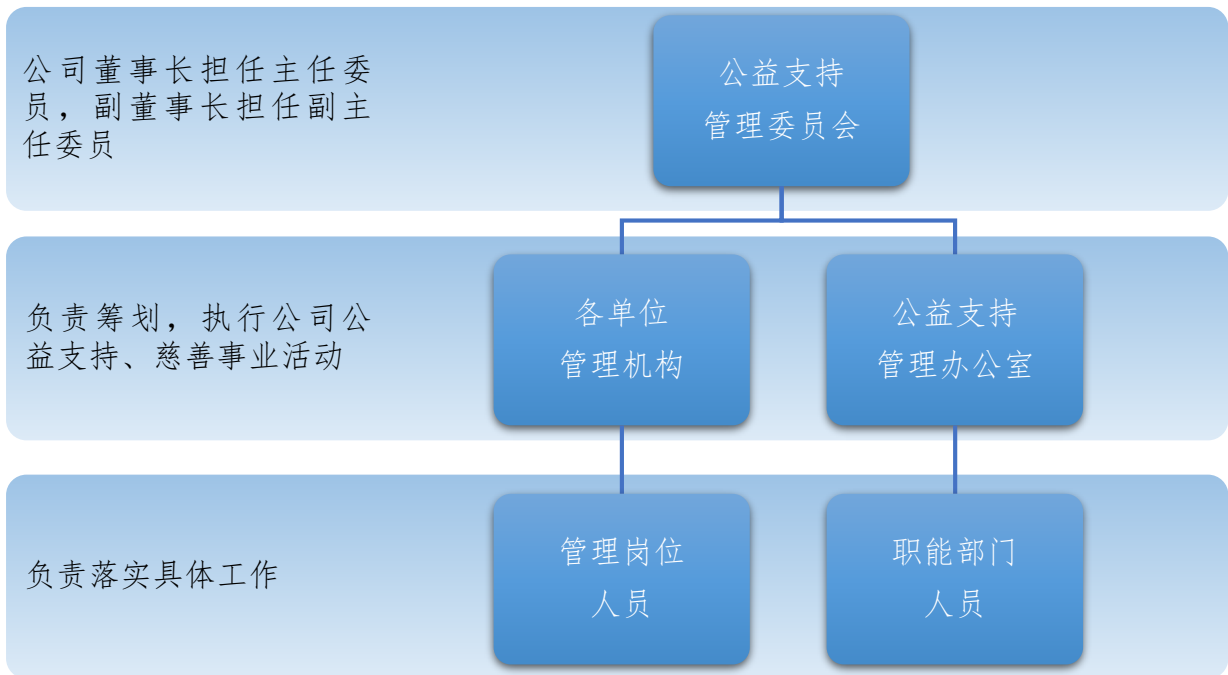 公司董事长担任主任委
员，副董事长担任副主
任委员
公益支持
管理委员会
负责筹划，执行公司公
益支持、慈善事业活动
各单位
管理机构
公益支持
管理办公室
负责落实具体工作
管理岗位
人员
职能部门
人员